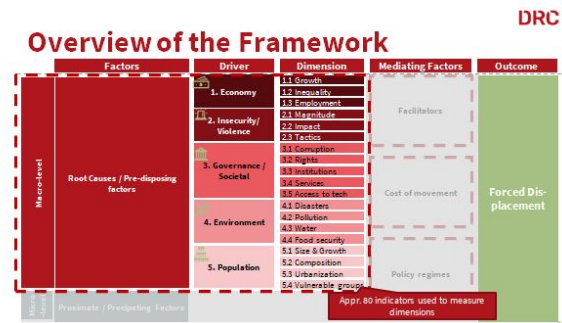 DRC
Overview of the Framework
Factors
Driver
Dimension
Mediating Factors
Outcome
Macro-level
Root Causes / Pre-disposing
factors
1. Economy
2. Insecurity/
Violence
3. Governance /
Societal
4. Environment
5. Population
1.1 Growth
1.2 Inequality
1.3 Employment
2.1 Magnitude
2.2 Impact
2.3 Tactics
3.1 Corruption
3.2 Rights
3.3 Institutions
3.4 Services
3.5 Access to tech
4.1 Disasters
4.2 Pollution
4.3 Water
4.4 Food security
5.1 Size & Growth
5.2 Composition
5.3 Urbanization
5.4 Vulnerable groups
Facilitators
Cost of movement
Policy regimes
Forced Dis-
placement
Micro-
level
Proximate / Precipeting Factors
Appr. 80 indicators used to measure
dimensions